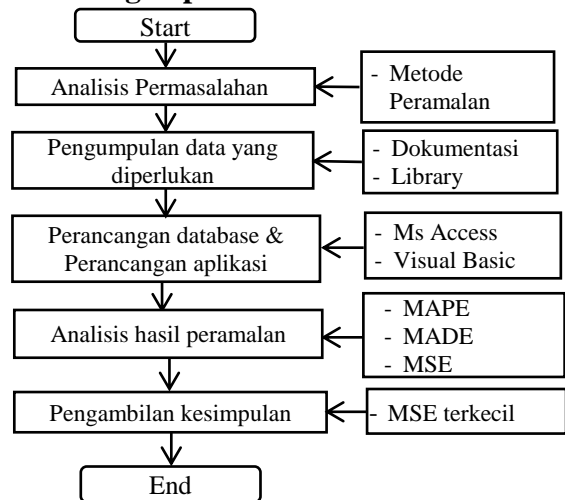 Start
Analisis Permasalahan
- Metode
Peramalan
Pengumpulan data yang
diperlukan
- Dokumentasi
- Library
Perancangan database &
Perancangan aplikasi
- Ms Access
- Visual Basic
Analisis hasil peramalan
- MAPE
- MADE
- MSE
Pengambilan kesimpulan
- MSE terkecil
End